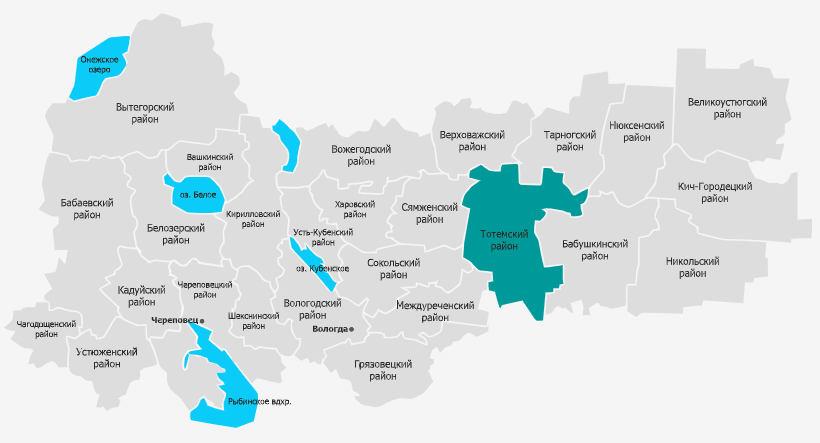 Онежское
озеро
Вытегорский
район
Великоустюгский
район
Нюксенский
район
Тарногский
район
Верховажский
район
Вожегодский
район
Вашкинский
район
оз. Белое
Кич-Городецкий
район
Бабаевский
район
Белозерский
район
Кирилловский
район
Харовский
район
Сямженский
район
Усть-Кубенский
район
Тотемский
район
Бабушкинский
район
Никольский
район
оз. Кубенское
Сокольский
район
Кадуйский
район
Череповецкий
район
Вологодский
район
Междуреченский
район
Чагодощенский
район
Череповец
Шекснинский
район
Вологда
Устюженский
район
Грязовецкий
район
Рыбинское вдхр.